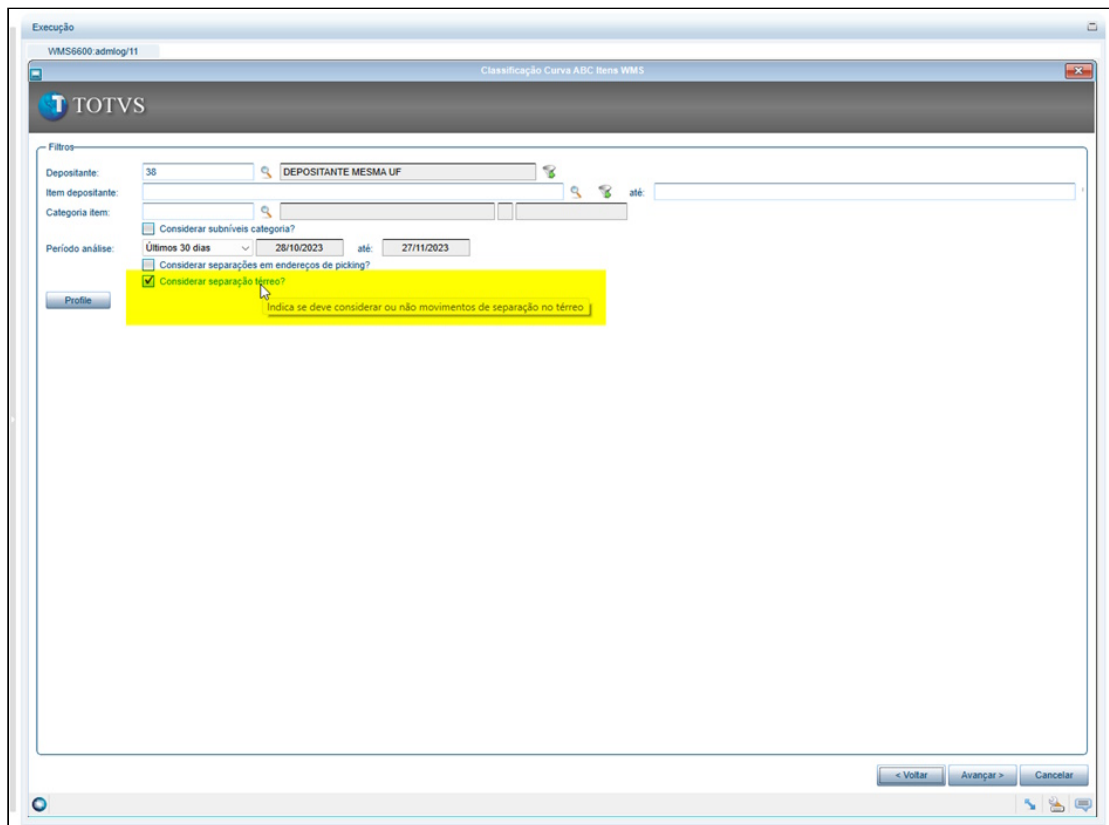 Execução
WMS6600:admlog/11
Classificação Curva ABC Itens WMS
TOTVS
Filtros
Depositante: 38 DEPOSITANTE MESMA UF
Item depositante: até:
Categoria item:
Considerar subníveis categoria?
Período análise: Últimos 30 dias 28/10/2023 até: 27/11/2023
Considerar separações em endereços de picking?
Considerar separação térreo?
Profile
Indica se deve considerar ou não movimentos de separação no térreo
< Voltar Avançar > Cancelar